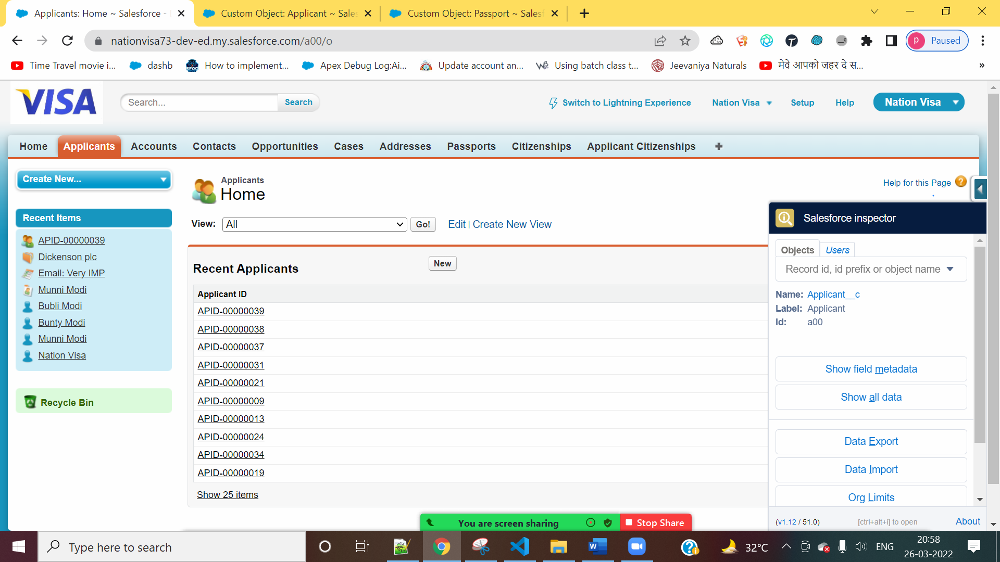 Applicants: Home ~ Salesforce -
Custom Object: Applicant ~ Sales
Custom Object: Passport ~ Salesf
nationvisa73-dev-ed.my.salesforce.com/a00/o
P Paused
Time Travel movie i...
dashb
How to implement...
Apex Debug Log:Ai...
Update account an...
Using batch class t...
Jeevaniya Naturals
मेवे आपको जहर दे स...
»
VISA
Search...
Search
Switch to Lightning Experience
Nation Visa
Setup
Help
Nation Visa
Home
Applicants
Accounts
Contacts
Opportunities
Cases
Addresses
Passports
Citizenships
Applicant Citizenships
Create New...
Recent Items
APID-00000039
Dickenson plc
Email: Very IMP
Munni Modi
Bubli Modi
Bunty Modi
Munni Modi
Nation Visa
Recycle Bin
Applicants
Home
Help for this Page ?
View: All Go! Edit | Create New View
Recent Applicants
New
Applicant ID
APID-00000039
APID-00000038
APID-00000037
APID-00000031
APID-00000021
APID-00000009
APID-00000013
APID-00000024
APID-00000034
APID-00000019
Show 25 items
Salesforce inspector
Objects Users
Record id, id prefix or object name
Name: Applicant__c
Label: Applicant
Id: a00
Show field metadata
Show all data
Data Export
Data Import
Org Limits
(v1.12 / 51.0) [ctrl+alt+i] to open About
You are screen sharing
Stop Share
Type here to search
32°C
ENG
20:58
26-03-2022